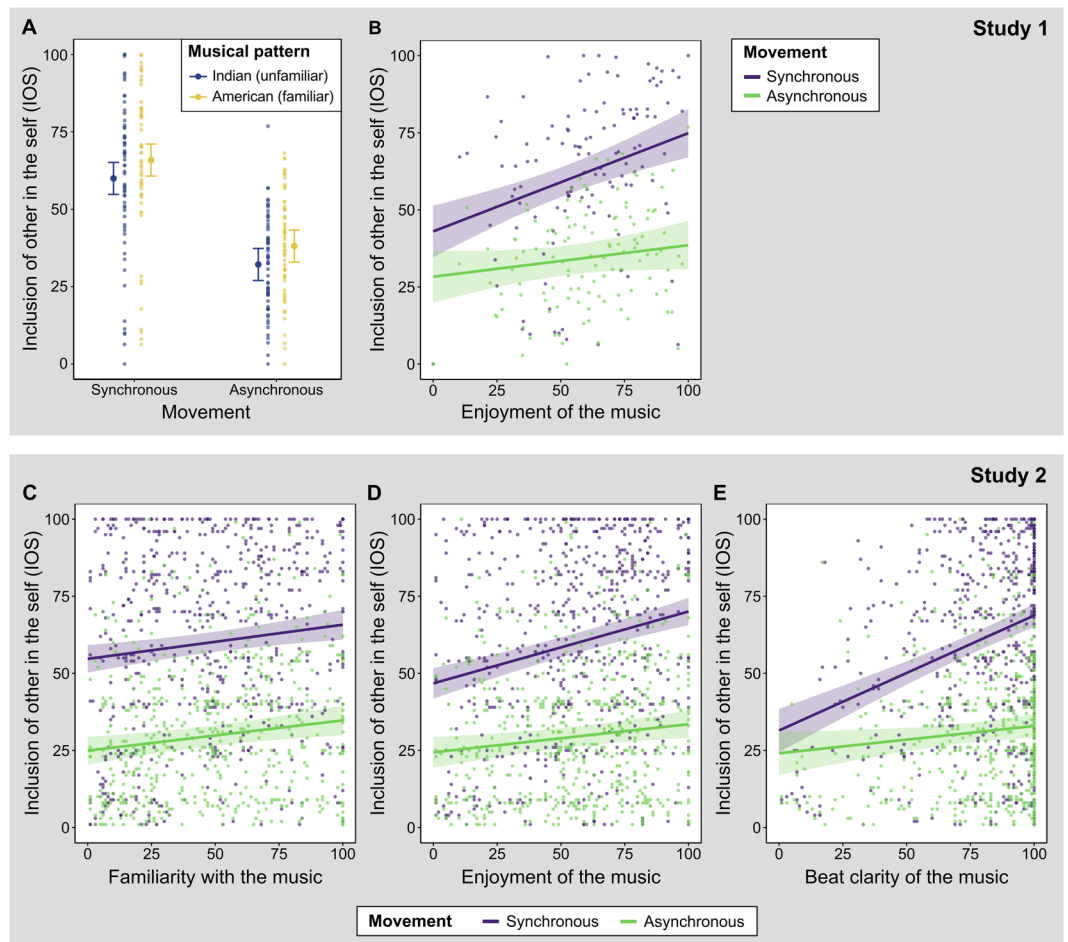 Study 1
A
Inclusion of other in the self (IOS)
100
75
50
25
0
Musical pattern
Indian (unfamiliar)
American (familiar)
Synchronous
Asynchronous
Movement
B
Inclusion of other in the self (IOS)
100
75
50
25
0
0
25
50
75
100
Enjoyment of the music
Movement
Synchronous
Asynchronous
Study 2
C
Inclusion of other in the self (IOS)
100
75
50
25
0
0
25
50
75
100
Familiarity with the music
D
Inclusion of other in the self (IOS)
100
75
50
25
0
0
25
50
75
100
Enjoyment of the music
E
Inclusion of other in the self (IOS)
100
75
50
25
0
0
25
50
75
100
Beat clarity of the music
Movement
Synchronous
Asynchronous